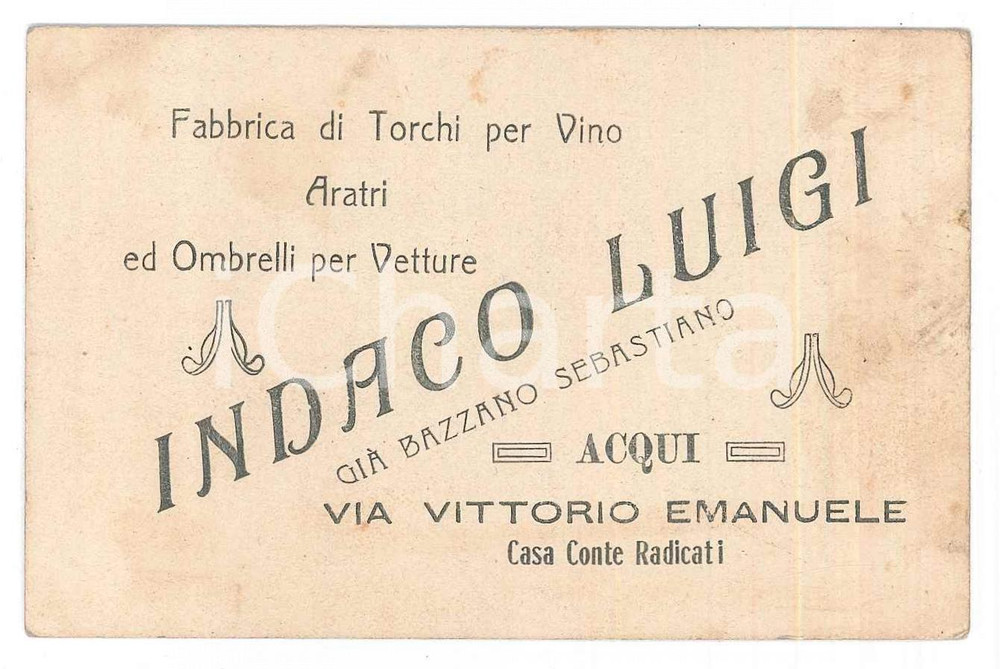 Fabbrica di Torchi per Vino
Aratri
ed Ombrelli per Vetture
INDACO LUIGI
GIÀ BAZZANO SEBASTIANO
ACQUI
VIA VITTORIO EMANUELE
Casa Conte Radicati
iCharta